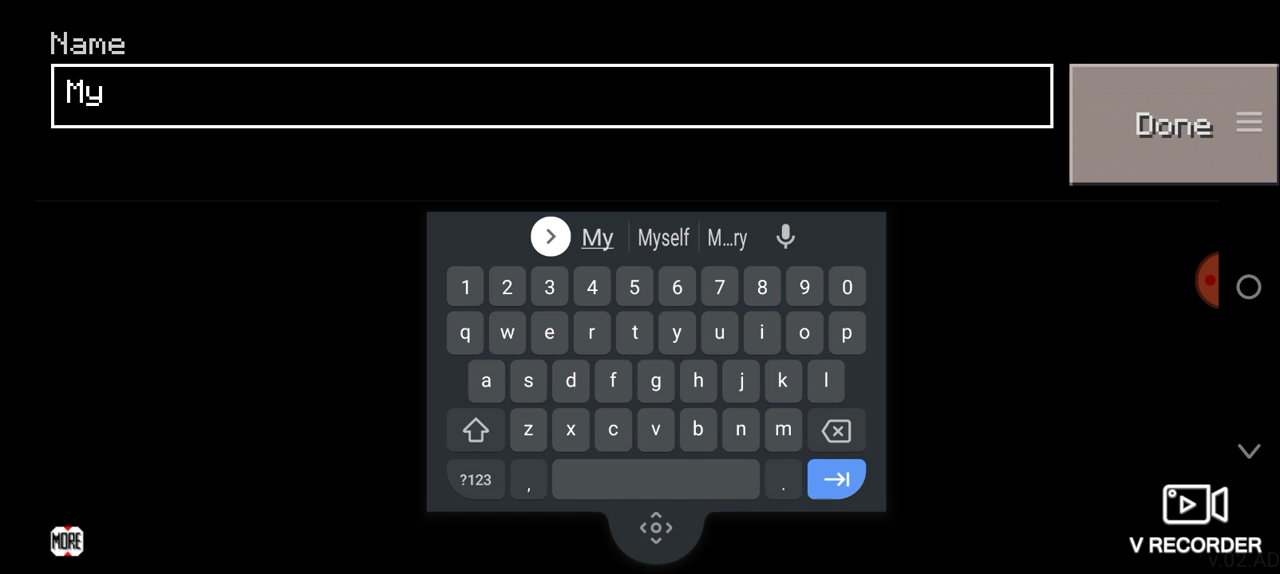 Name
My
Done
My Myself M...ry
1 2 3 4 5 6 7 8 9 0
q w e r t y u i o p
a s d f g h j k l
z x c v b n m
?123 , .
MORE
V RECORDER